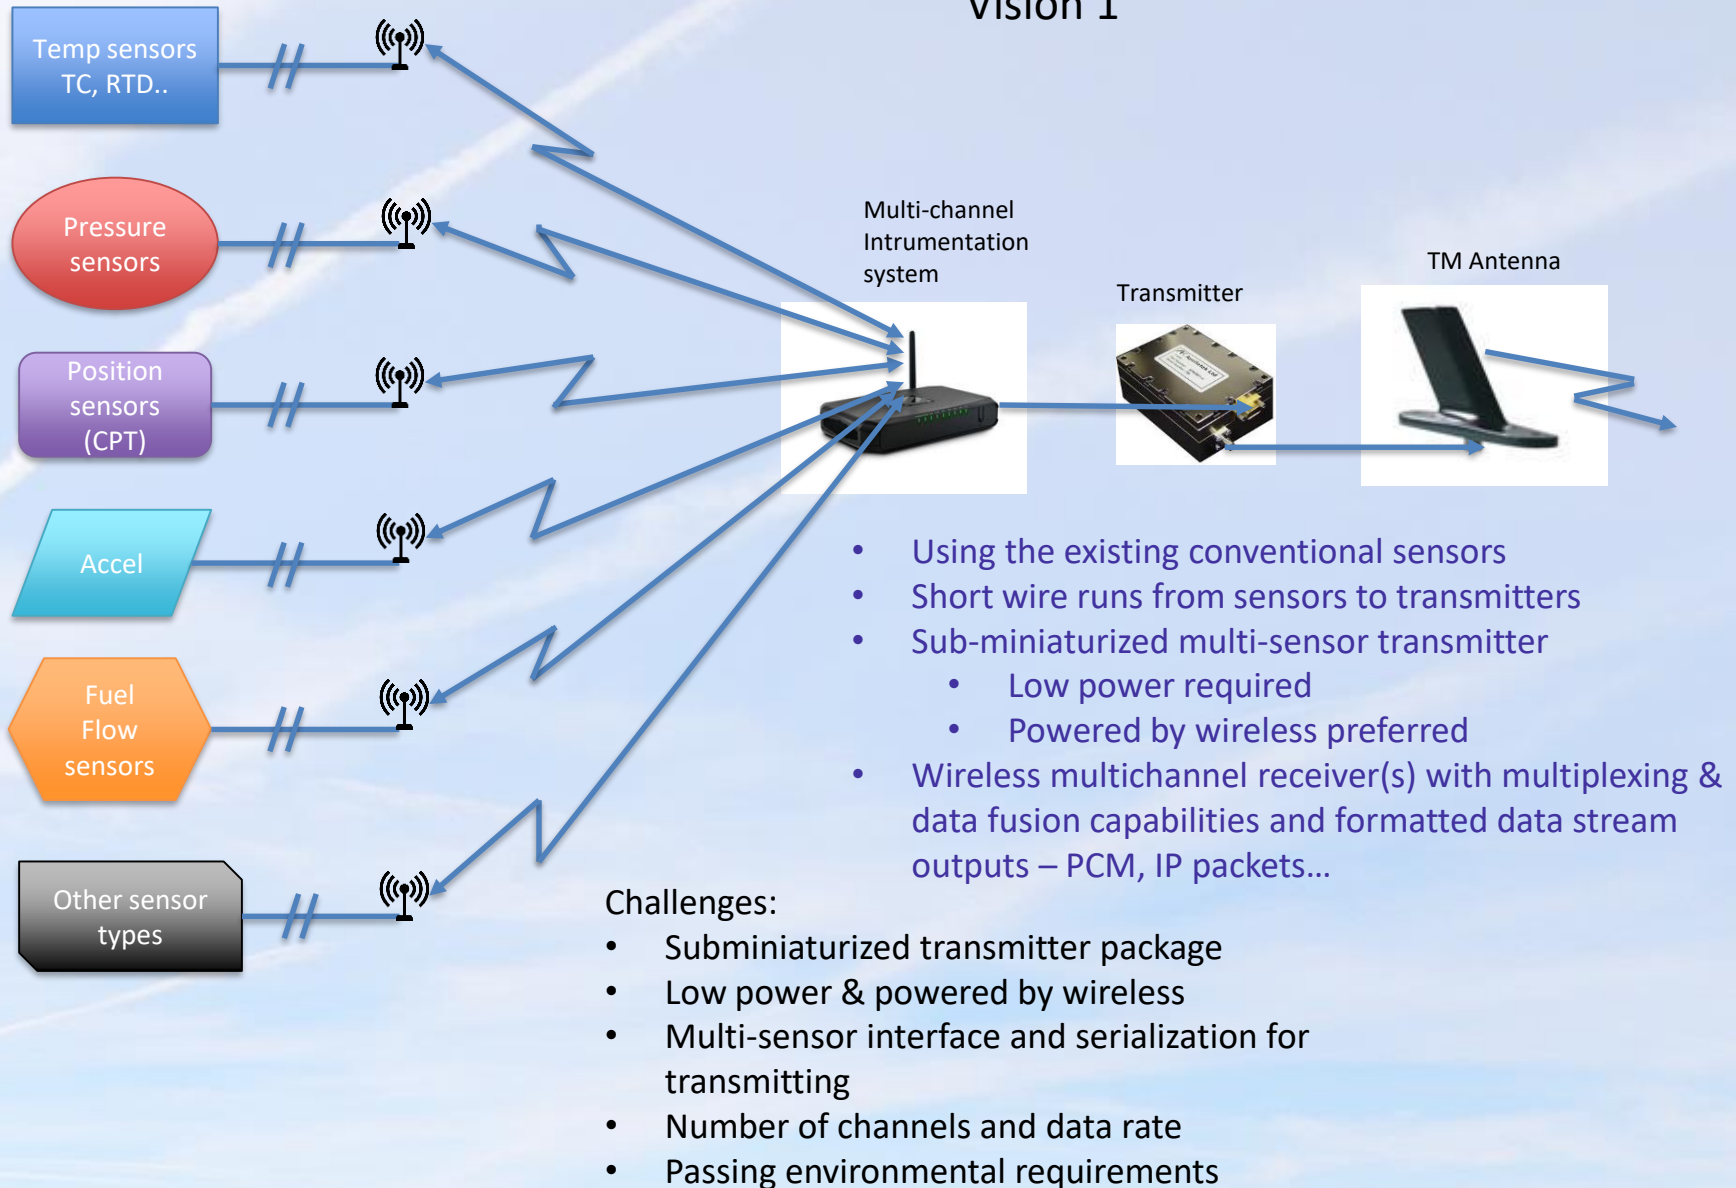 Vision 1
Temp sensors
TC, RTD..
Pressure
sensors
Position
sensors
(CPT)
Accel
Fuel
Flow
sensors
Other sensor
types
Multi-channel
Intrumentation
system
Transmitter
TM Antenna
• Using the existing conventional sensors
• Short wire runs from sensors to transmitters
• Sub-miniaturized multi-sensor transmitter
• Low power required
• Powered by wireless preferred
• Wireless multichannel receiver(s) with multiplexing &
data fusion capabilities and formatted data stream
outputs – PCM, IP packets…
Challenges:
• Subminiaturized transmitter package
• Low power & powered by wireless
• Multi-sensor interface and serialization for
transmitting
• Number of channels and data rate
• Passing environmental requirements